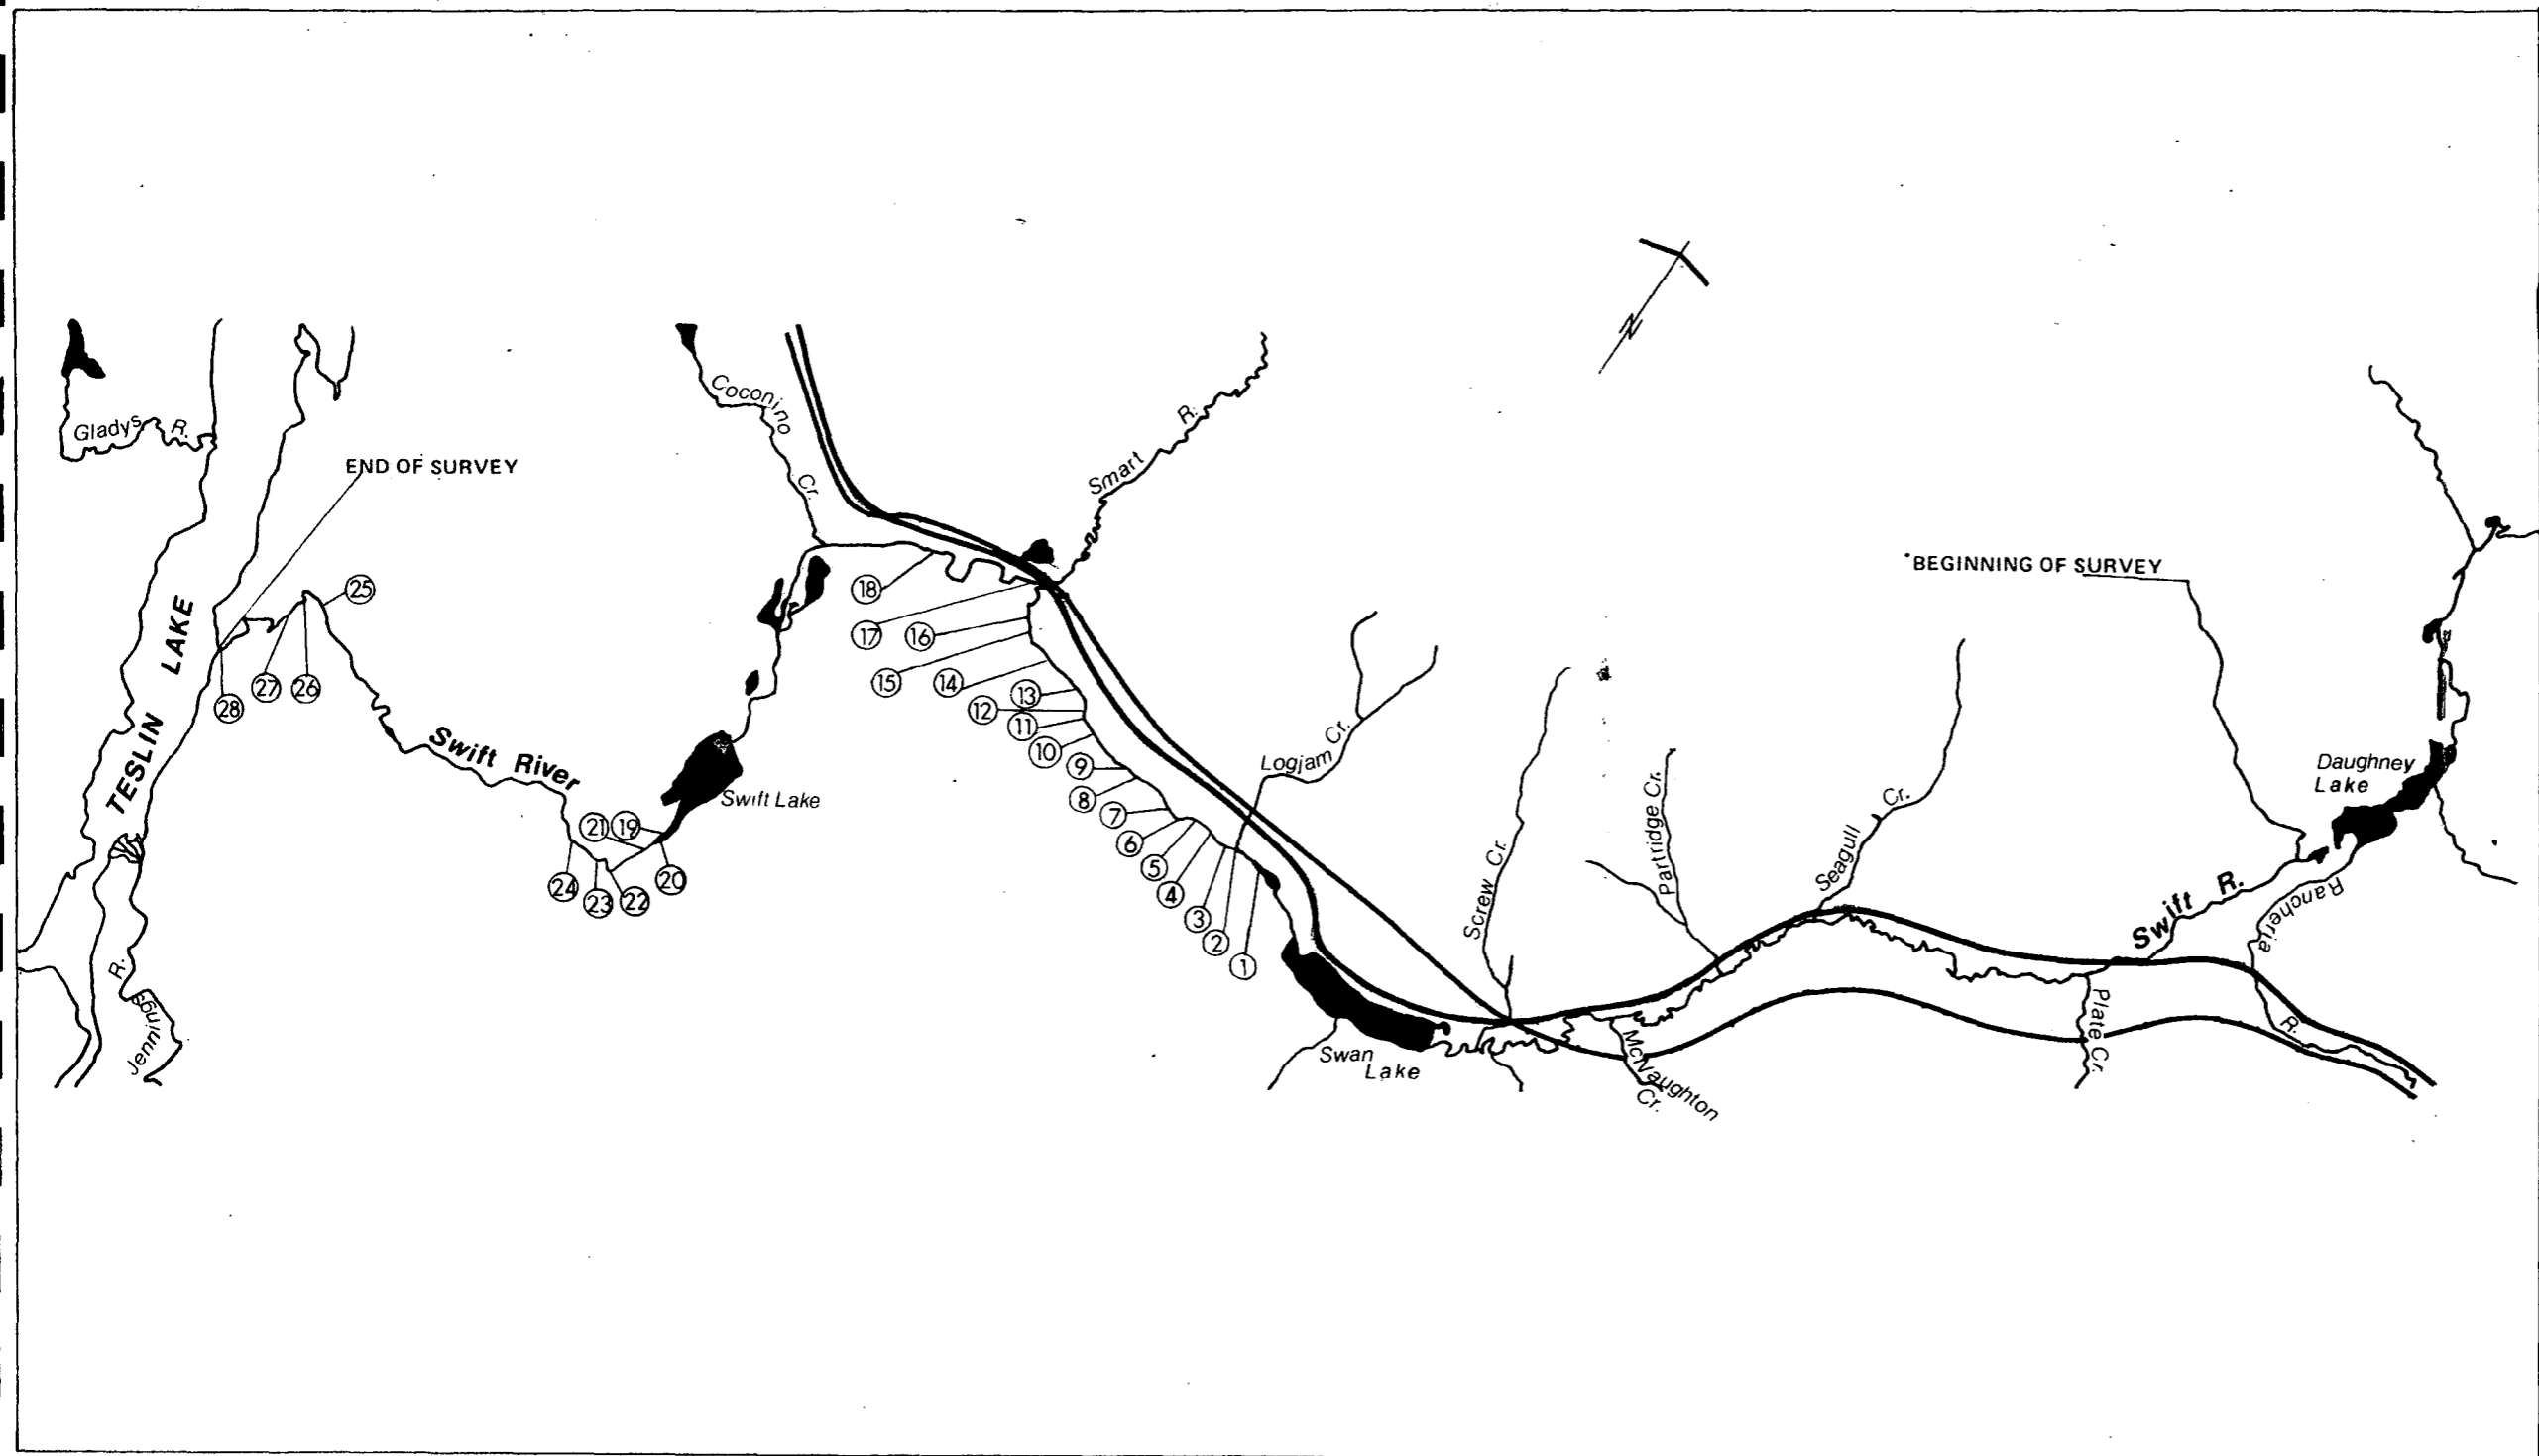 N
Coconino
Cr.
Gladys R.
Smart R.
END OF SURVEY
BEGINNING OF SURVEY
TESLIN LAKE
25
18
17
16
15
14
13
12
11
10
9
8
7
6
5
4
3
2
1
28
27
26
Swift River
Swift Lake
21
19
20
24
23
22
Logjam Cr.
Screw Cr.
Partridge Cr.
Seagull Cr.
Daughney
Lake
Swift R.
Rancheria
R.
Jennings
R.
Swan
Lake
McNaughton
Cr.
Plate Cr.